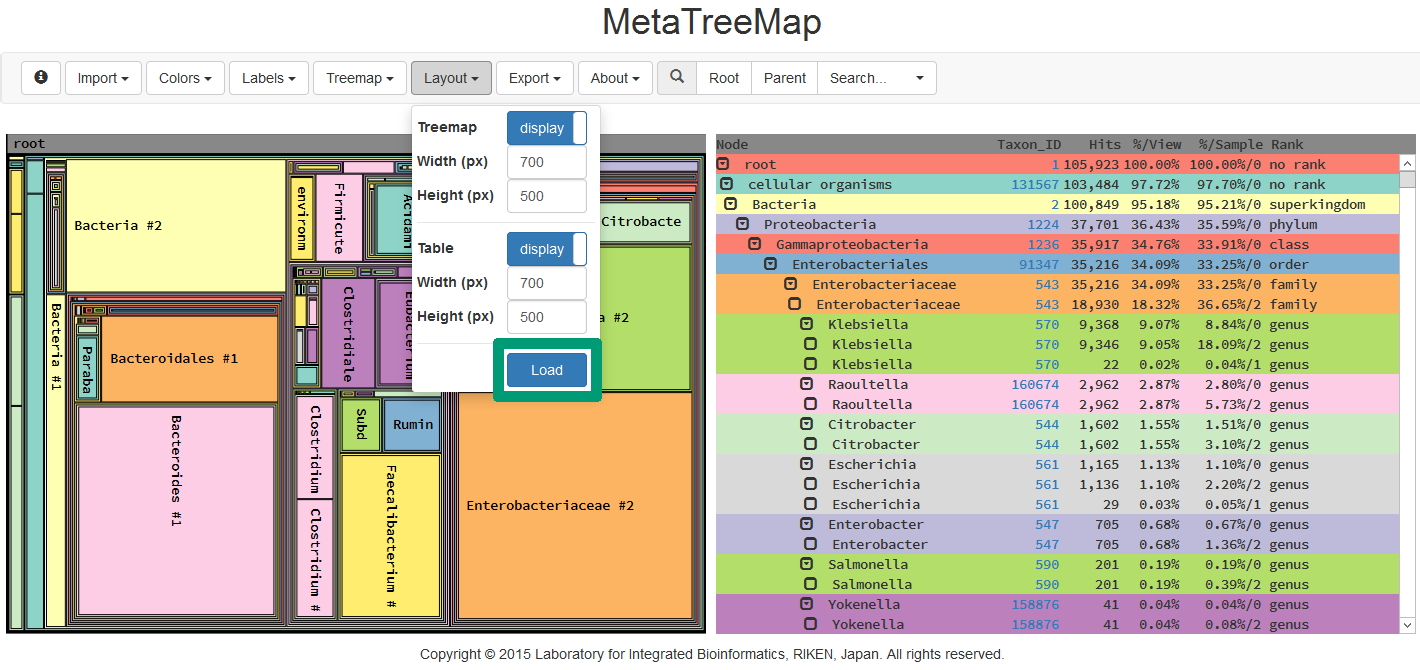 MetaTreeMap
Import Colors Labels Treemap Layout Export About Root Parent Search...
Treemap display
Width (px) 700
Height (px) 500
Table display
Width (px) 700
Height (px) 500
Load
root
Bacteria #2
environm
Firmicute
Acidami
Citrobacte
Bacteria #1
Paraba
Bacteroidales #1
Clostridiale
Eubacterium
a #2
Bacteroides #1
Clostridium
Subd
Rumin
Clostridium #
Faecalibacterium #
Enterobacteriaceae #2
Node Taxon_ID Hits %/View %/Sample Rank
root 1 105,923 100.00% 100.00%/0 no rank
cellular organisms 131567 103,484 97.72% 97.70%/0 no rank
Bacteria 2 100,849 95.18% 95.21%/0 superkingdom
Proteobacteria 1224 37,701 36.43% 35.59%/0 phylum
Gammaproteobacteria 1236 35,917 34.76% 33.91%/0 class
Enterobacteriales 91347 35,216 34.09% 33.25%/0 order
Enterobacteriaceae 543 35,216 34.09% 33.25%/0 family
Enterobacteriaceae 543 18,930 18.32% 36.65%/2 family
Klebsiella 570 9,368 9.07% 8.84%/0 genus
Klebsiella 570 9,346 9.05% 18.09%/2 genus
Klebsiella 570 22 0.02% 0.04%/1 genus
Raoultella 160674 2,962 2.87% 2.80%/0 genus
Raoultella 160674 2,962 2.87% 5.73%/2 genus
Citrobacter 544 1,602 1.55% 1.51%/0 genus
Citrobacter 544 1,602 1.55% 3.10%/2 genus
Escherichia 561 1,165 1.13% 1.10%/0 genus
Escherichia 561 1,136 1.10% 2.20%/2 genus
Escherichia 561 29 0.03% 0.05%/1 genus
Enterobacter 547 705 0.68% 0.67%/0 genus
Enterobacter 547 705 0.68% 1.36%/2 genus
Salmonella 590 201 0.19% 0.19%/0 genus
Salmonella 590 201 0.19% 0.39%/2 genus
Yokenella 158876 41 0.04% 0.04%/0 genus
Yokenella 158876 41 0.04% 0.08%/2 genus
Copyright © 2015 Laboratory for Integrated Bioinformatics, RIKEN, Japan. All rights reserved.